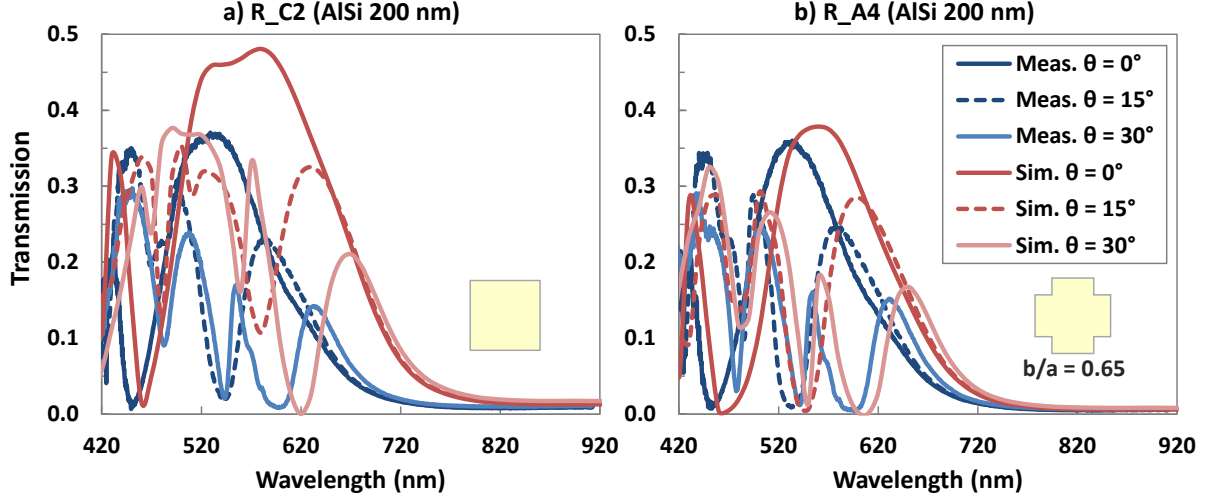 a) R_C2 (AlSi 200 nm)
b) R_A4 (AlSi 200 nm)
Transmission
0.5
0.4
0.3
0.2
0.1
0.0
420 520 620 720 820 920
Wavelength (nm)
0.5
0.4
0.3
0.2
0.1
0.0
420 520 620 720 820 920
Wavelength (nm)
Meas. θ = 0°
Meas. θ = 15°
Meas. θ = 30°
Sim. θ = 0°
Sim. θ = 15°
Sim. θ = 30°
b/a = 0.65